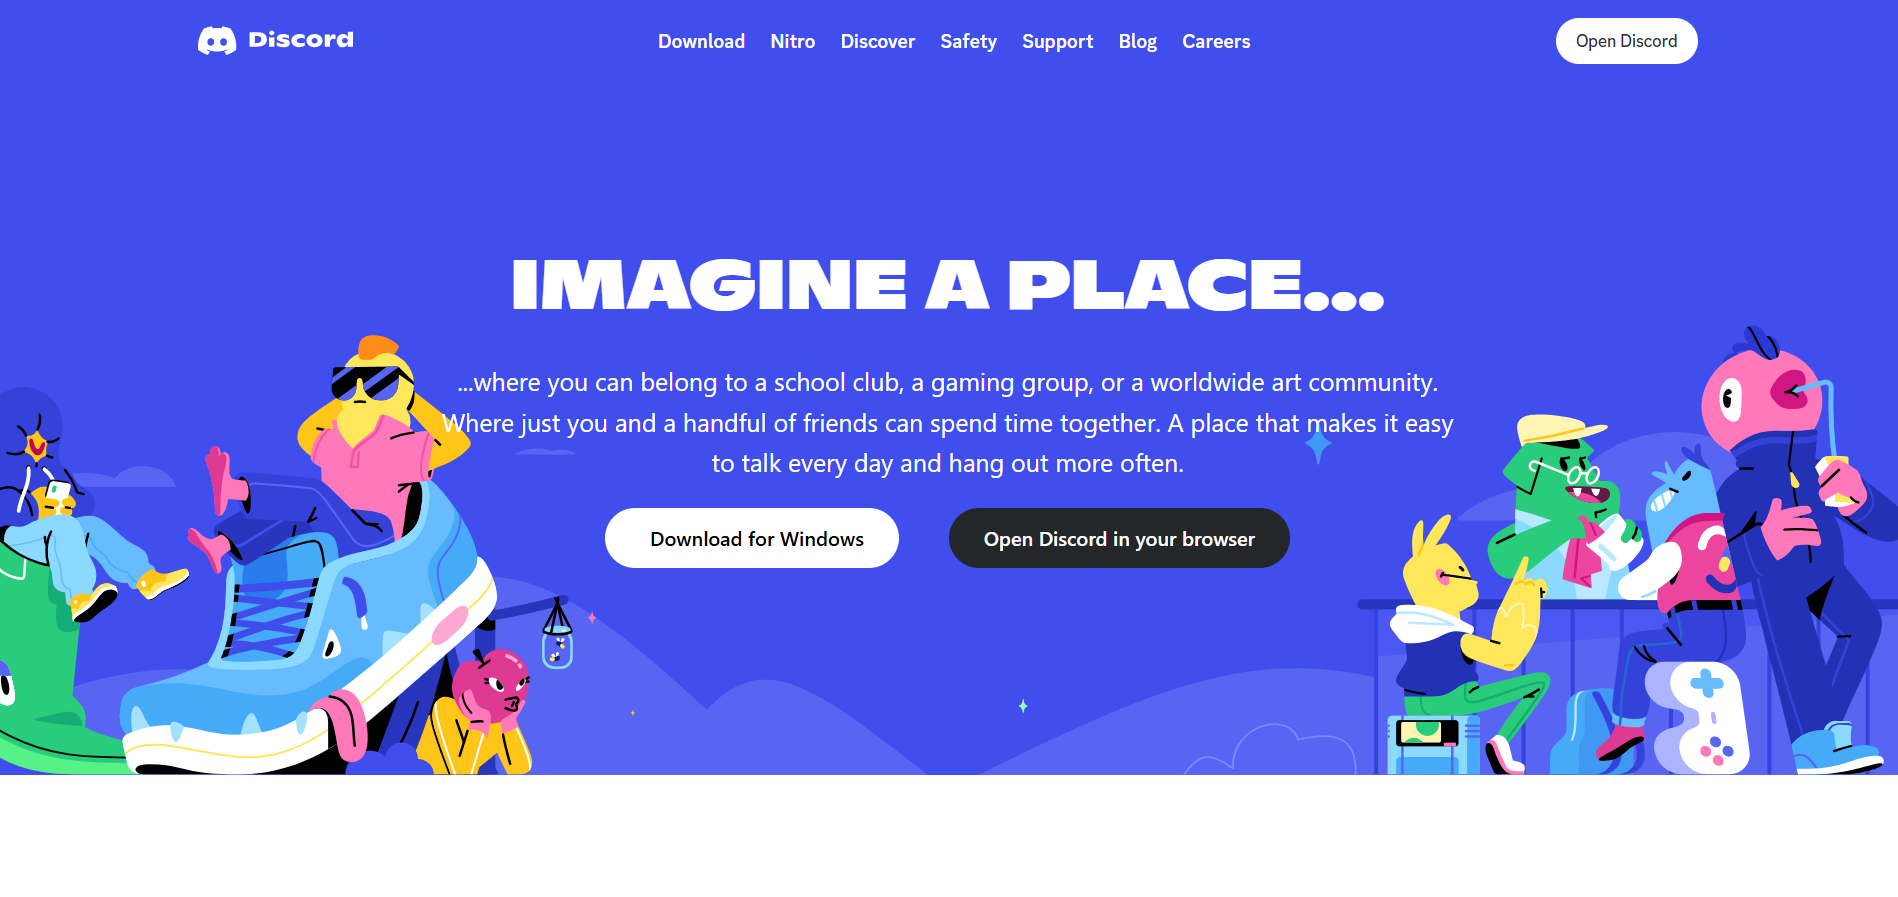 Discord
Download Nitro Discover Safety Support Blog Careers
Open Discord
IMAGINE A PLACE...
...where you can belong to a school club, a gaming group, or a worldwide art community.
Where just you and a handful of friends can spend time together. A place that makes it easy
to talk every day and hang out more often.
Download for Windows
Open Discord in your browser